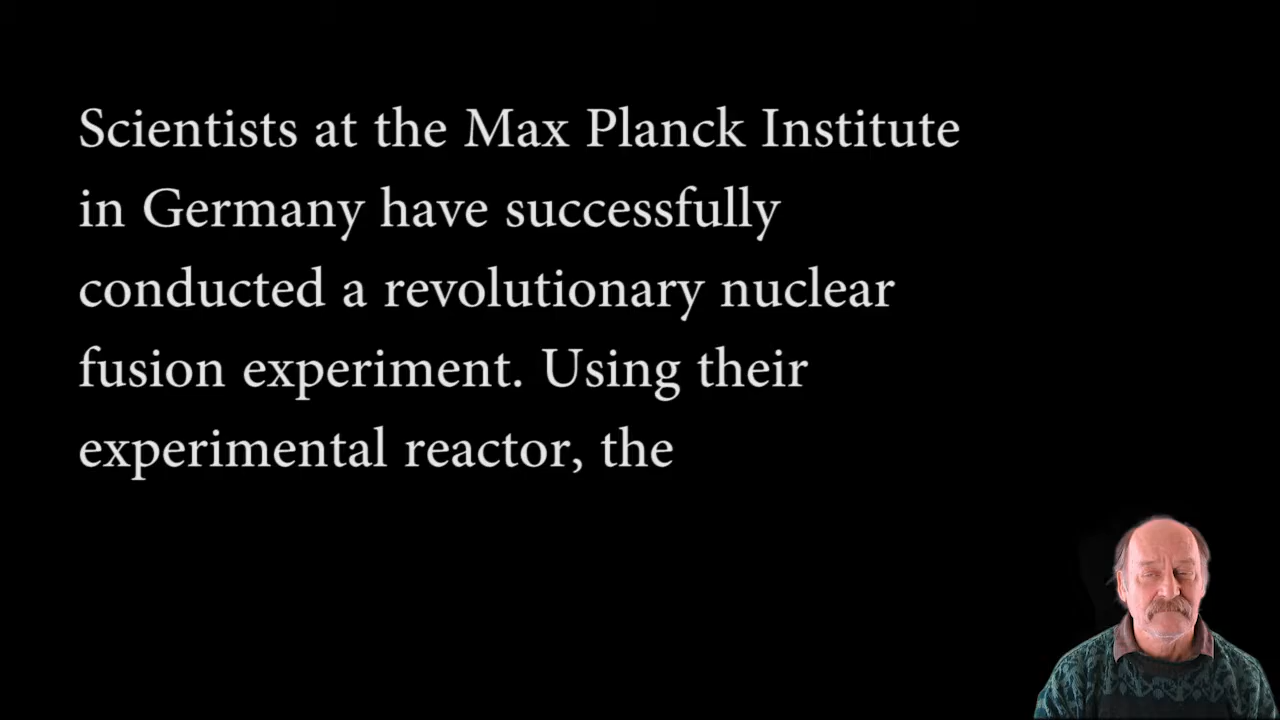 Scientists at the Max Planck Institute
in Germany have successfully
conducted a revolutionary nuclear
fusion experiment. Using their
experimental reactor, the